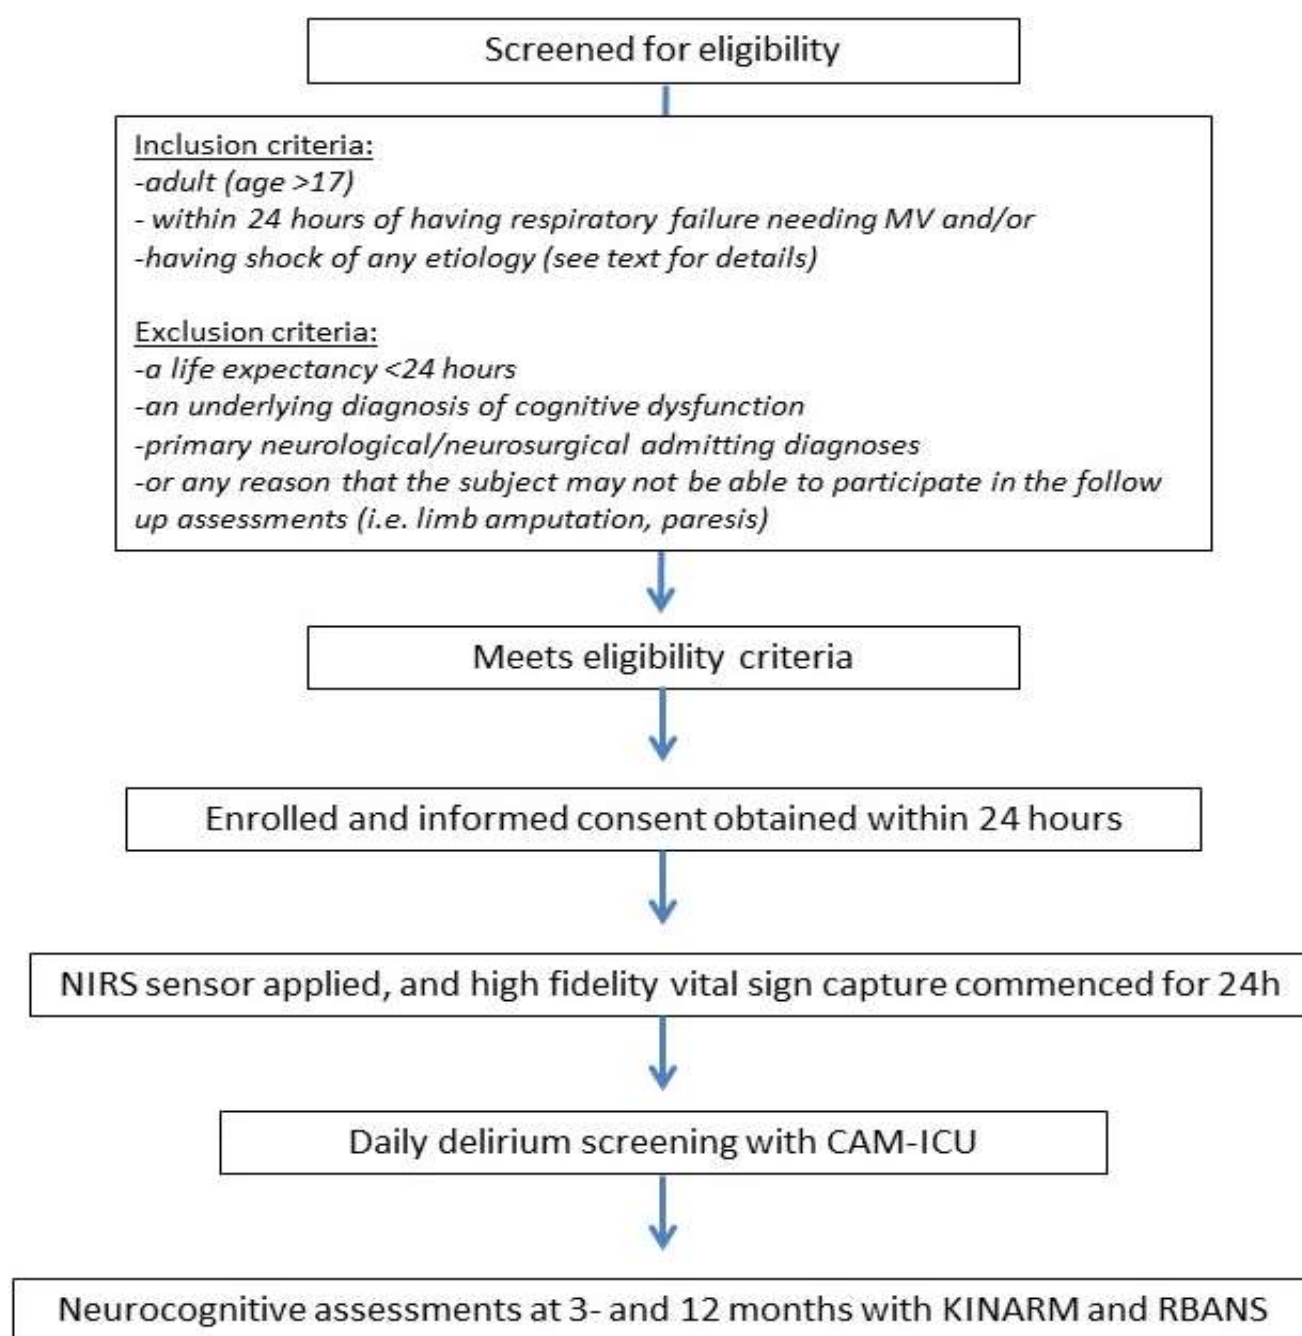 Screened for eligibility
Inclusion criteria:
-adult (age >17)
- within 24 hours of having respiratory failure needing MV and/or
-having shock of any etiology (see text for details)
Exclusion criteria:
-a life expectancy <24 hours
-an underlying diagnosis of cognitive dysfunction
-primary neurological/neurosurgical admitting diagnoses
-or any reason that the subject may not be able to participate in the follow
up assessments (i.e. limb amputation, paresis)
Meets eligibility criteria
Enrolled and informed consent obtained within 24 hours
NIRS sensor applied, and high fidelity vital sign capture commenced for 24h
Daily delirium screening with CAM-ICU
Neurocognitive assessments at 3- and 12 months with KINARM and RBANS